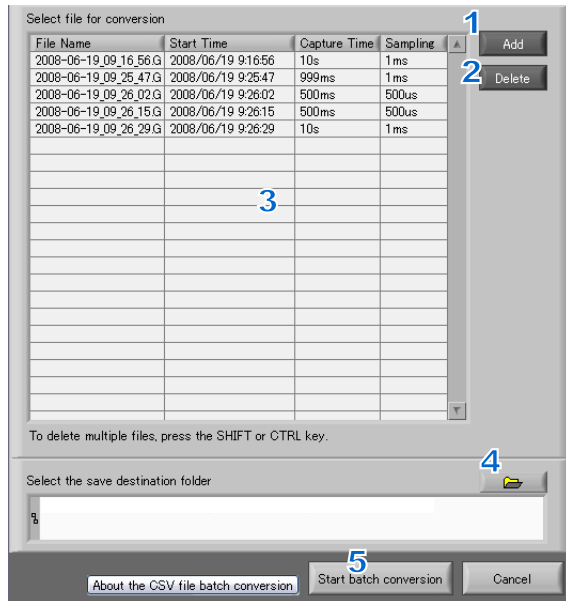 Select file for conversion
1
Add
File Name Start Time Capture Time Sampling
2008-06-19_09_16_56.G 2008/06/19 9:16:56 10s 1ms
2008-06-19_09_25_47.G 2008/06/19 9:25:47 999ms 1ms
2 Delete
2008-06-19_09_26_02.G 2008/06/19 9:26:02 500ms 500us
2008-06-19_09_26_15.G 2008/06/19 9:26:15 500ms 500us
2008-06-19_09_26_29.G 2008/06/19 9:26:29 10s 1ms
3
To delete multiple files, press the SHIFT or CTRL key.
4
Select the save destination folder
5
About the CSV file batch conversion Start batch conversion Cancel